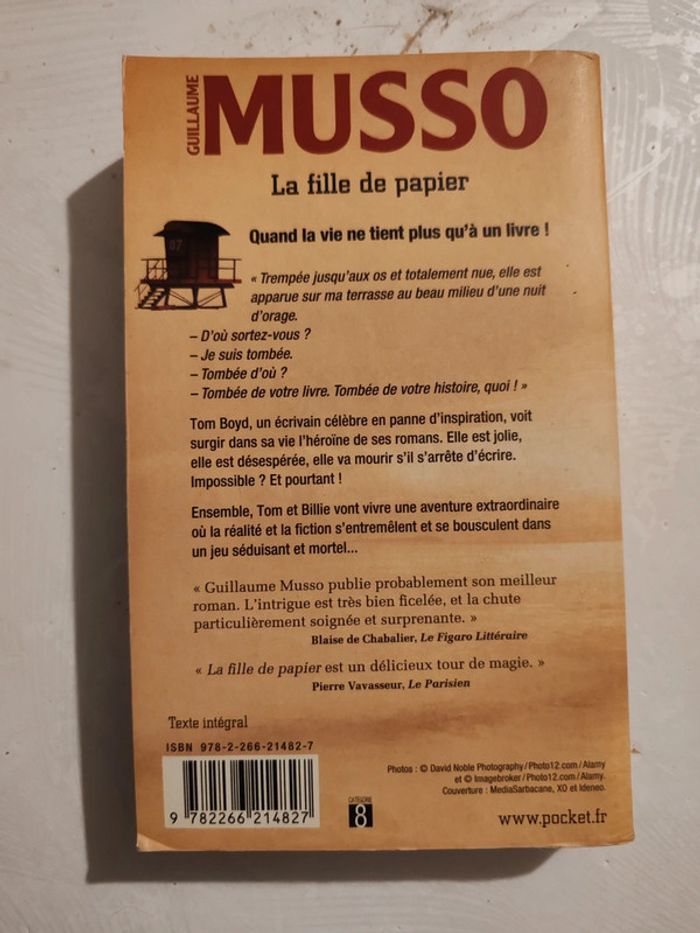 GUILLAUME
MUSSO
La fille de papier
07
Quand la vie ne tient plus qu'à un livre !
« Trempée jusqu'aux os et totalement nue, elle est
apparue sur ma terrasse au beau milieu d'une nuit
d'orage.
– D'où sortez-vous ?
– Je suis tombée.
– Tombée d'où ?
– Tombée de votre livre. Tombée de votre histoire, quoi ! »
Tom Boyd, un écrivain célèbre en panne d'inspiration, voit
surgir dans sa vie l'héroïne de ses romans. Elle est jolie,
elle est désespérée, elle va mourir s'il s'arrête d'écrire.
Impossible ? Et pourtant !
Ensemble, Tom et Billie vont vivre une aventure extraordinaire
où la réalité et la fiction s'entremêlent et se bousculent dans
un jeu séduisant et mortel...
« Guillaume Musso publie probablement son meilleur
roman. L'intrigue est très bien ficelée, et la chute
particulièrement soignée et surprenante. »
Blaise de Chabalier, Le Figaro Littéraire
« La fille de papier est un délicieux tour de magie. »
Pierre Vavasseur, Le Parisien
Texte intégral
ISBN 978-2-266-21482-7
9 782266 214827
CATÉGORIE
8
Photos : © David Noble Photography / Photo12.com / Alamy
et © Imagebroker / Photo12.com / Alamy.
Couverture : MediaSarbacane, XO et Ideneo.
www.pocket.fr